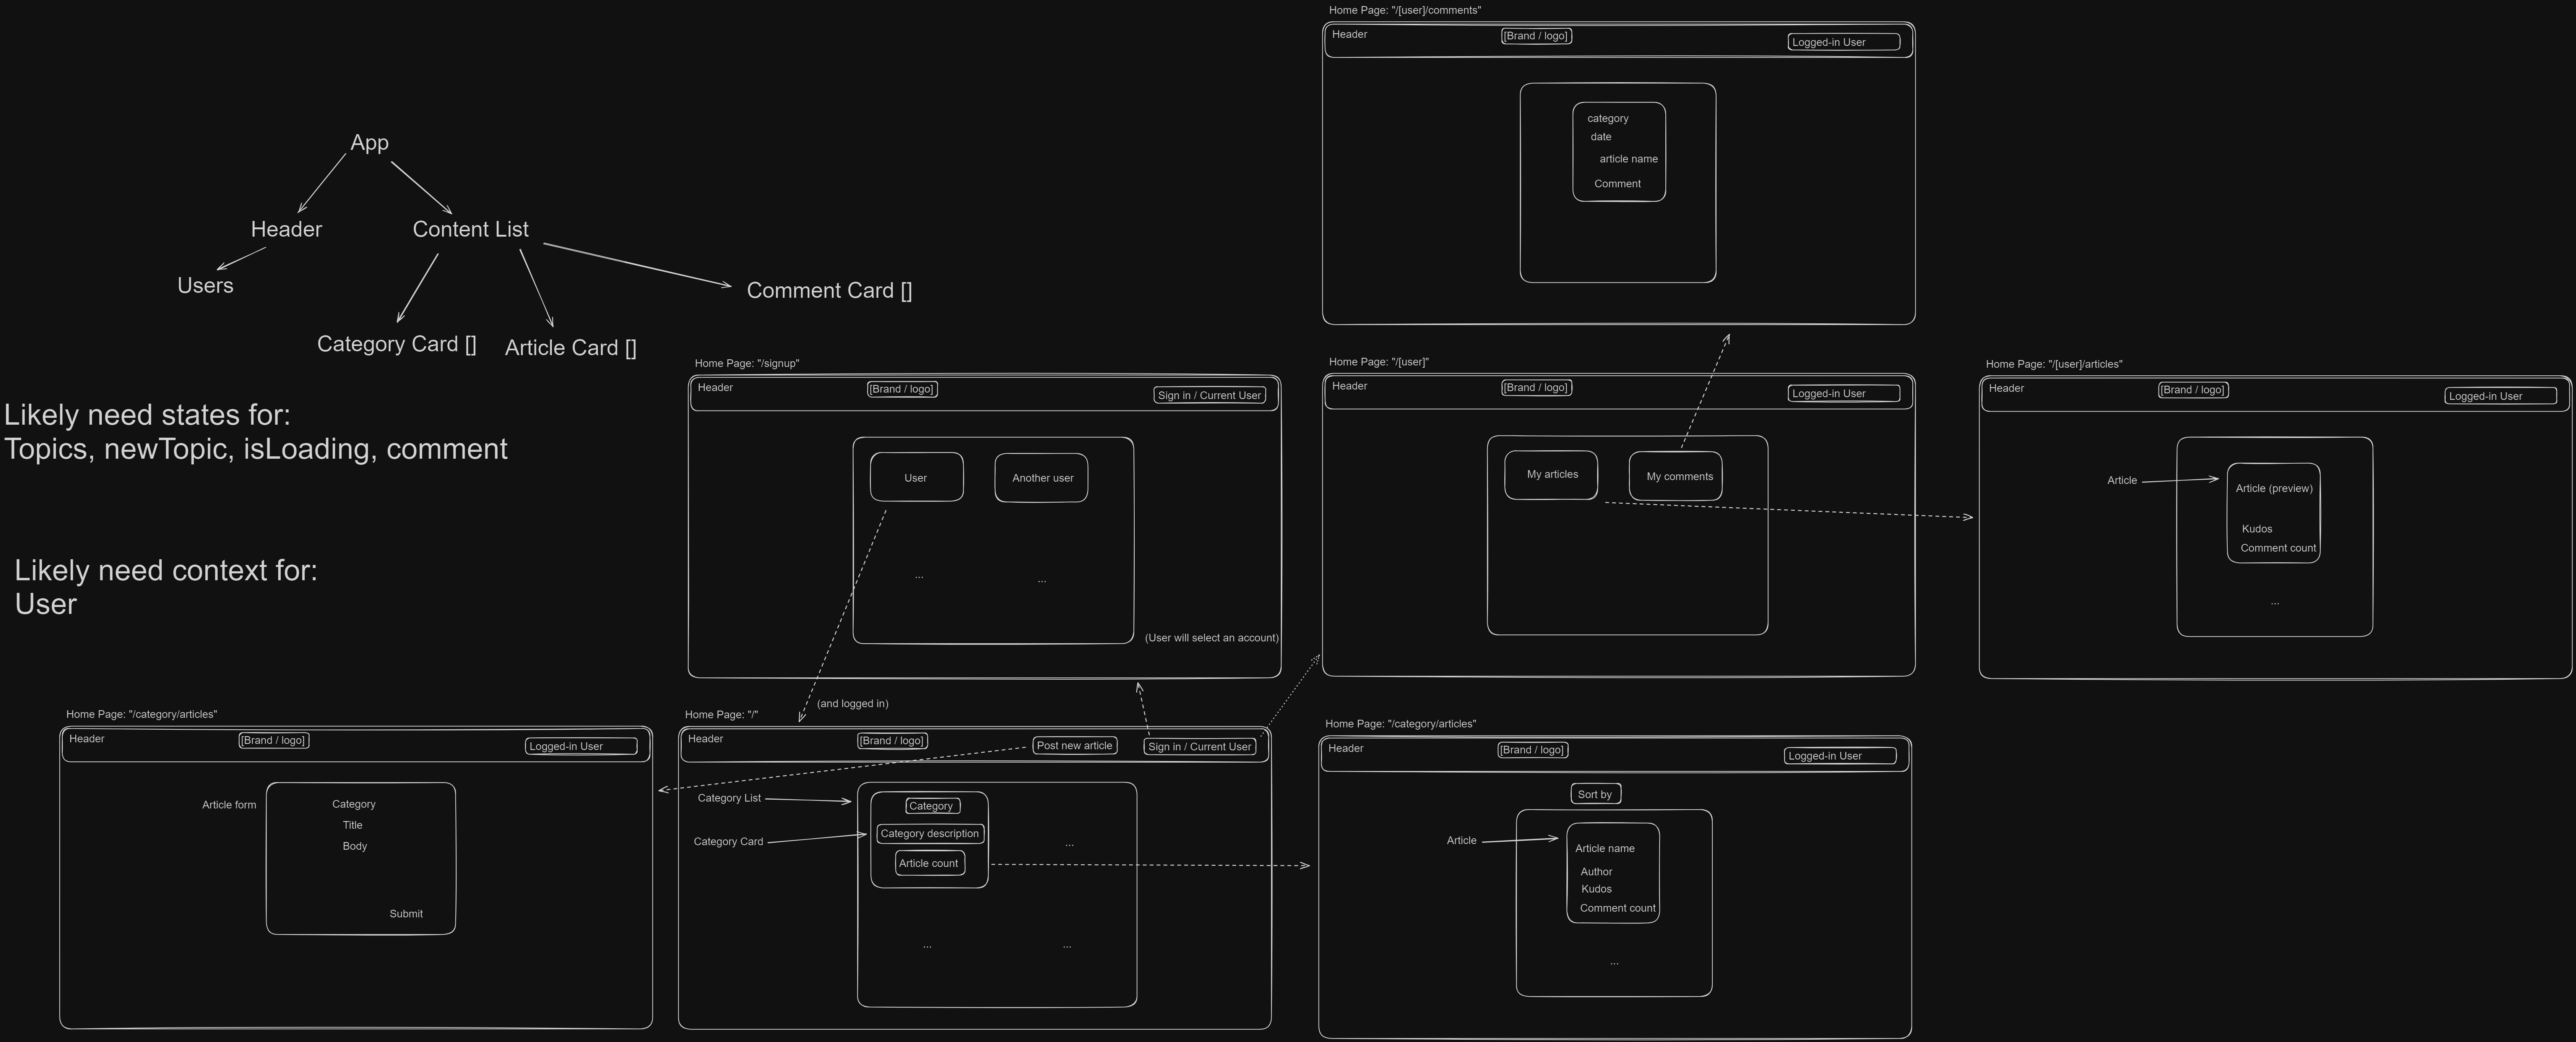 App
Header
Content List
Users
Comment Card []
Category Card []
Article Card []
Likely need states for:
Topics, newTopic, isLoading, comment
Likely need context for:
User
Home Page: "/[user]/comments"
Header
[Brand / logo]
Logged-in User
category
date
article name
Comment
Home Page: "/signup"
Header
[Brand / logo]
Sign in / Current User
User
Another user
...
...
(User will select an account)
Home Page: "/[user]"
Header
[Brand / logo]
Logged-in User
My articles
My comments
Home Page: "/[user]/articles"
Header
[Brand / logo]
Logged-in User
Article
Article (preview)
Kudos
Comment count
...
Home Page: "/category/articles"
Header
[Brand / logo]
Logged-in User
Article form
Category
Title
Body
Submit
(and logged in)
Home Page: "/"
Header
[Brand / logo]
Post new article
Sign in / Current User
Category List
Category
Category description
Category Card
Article count
...
...
...
Home Page: "/category/articles"
Header
[Brand / logo]
Logged-in User
Sort by
Article
Article name
Author
Kudos
Comment count
...